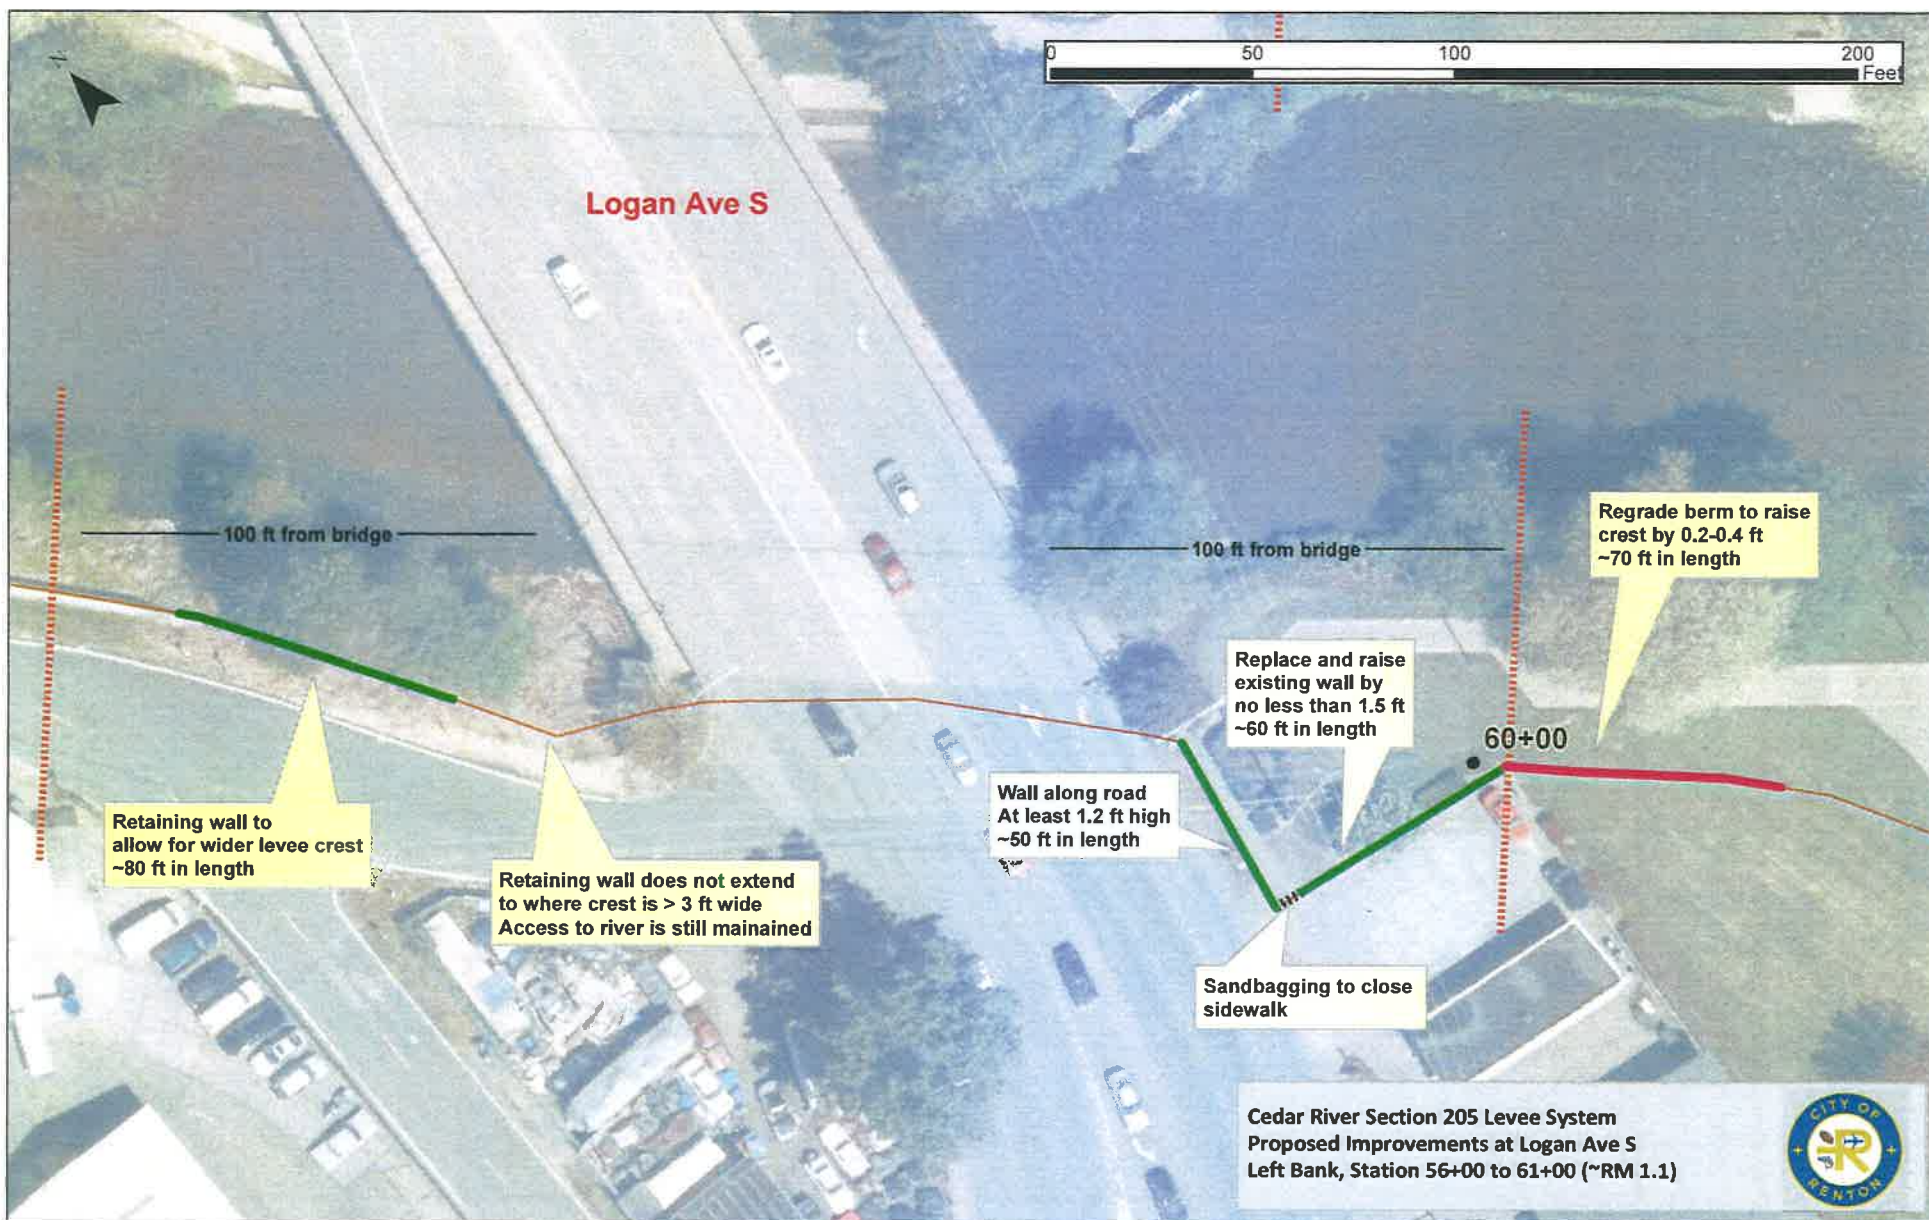 N
0 50 100 200
Feet
Logan Ave S
100 ft from bridge
100 ft from bridge
Regrade berm to raise
crest by 0.2-0.4 ft
~70 ft in length
Replace and raise
existing wall by
no less than 1.5 ft
~60 ft in length
60+00
Wall along road
At least 1.2 ft high
~50 ft in length
Retaining wall to
allow for wider levee crest
~80 ft in length
Retaining wall does not extend
to where crest is > 3 ft wide
Access to river is still mainained
Sandbagging to close
sidewalk
Cedar River Section 205 Levee System
Proposed Improvements at Logan Ave S
Left Bank, Station 56+00 to 61+00 (~RM 1.1)
CITY OF
R
RENTON